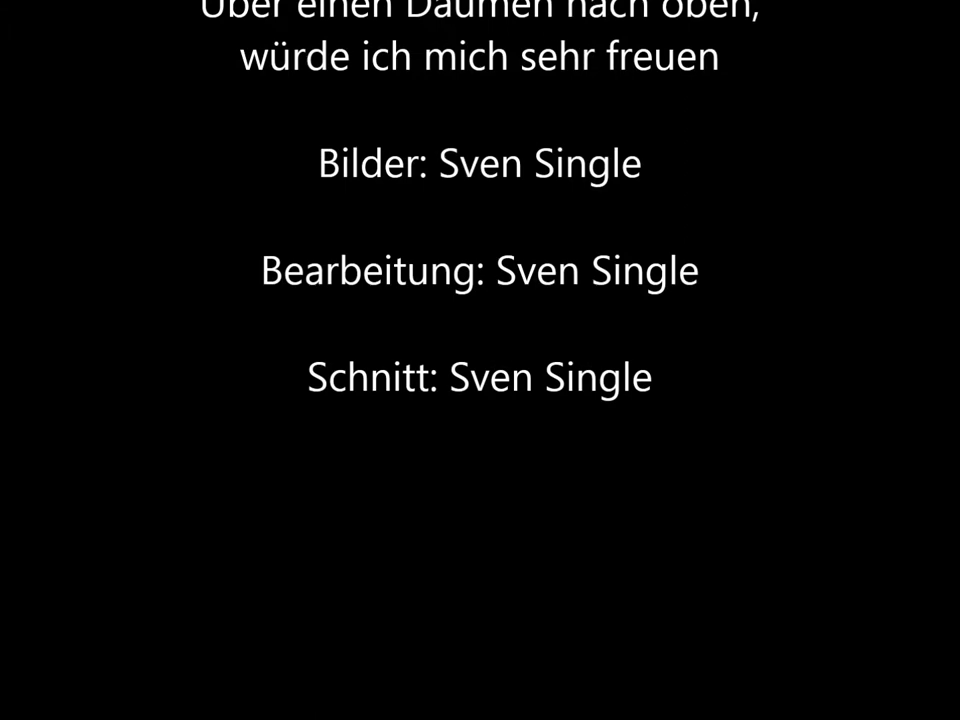 Über einen Daumen nach oben,
würde ich mich sehr freuen
Bilder: Sven Single
Bearbeitung: Sven Single
Schnitt: Sven Single